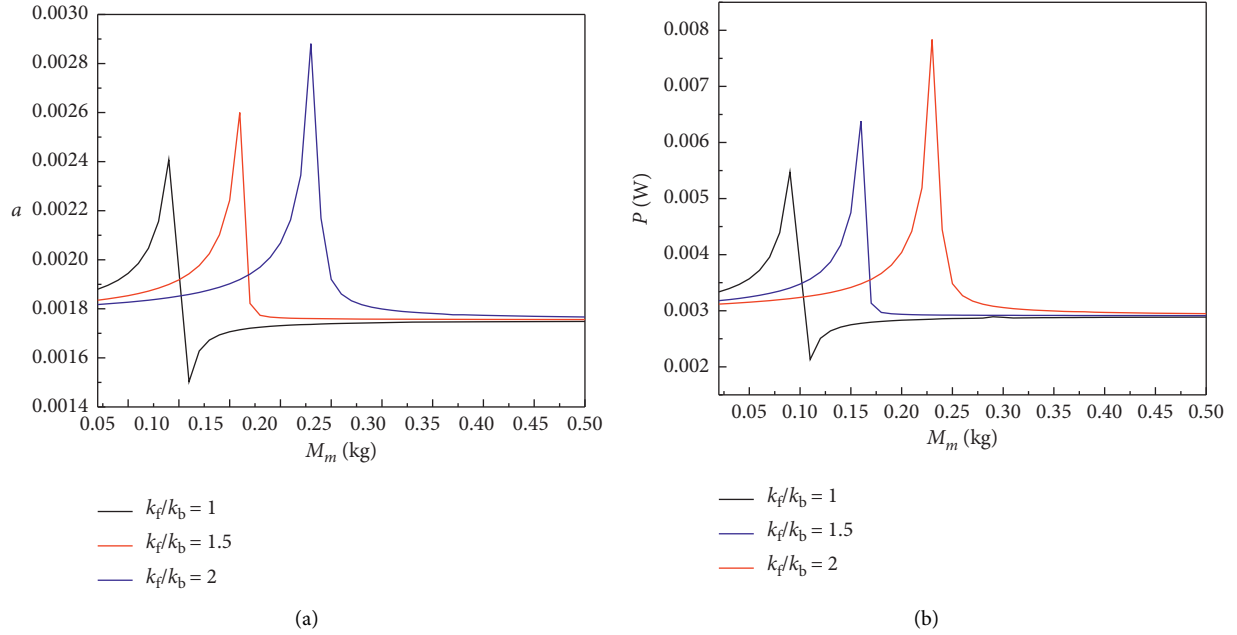 0.0030
0.0028
0.0026
0.0024
0.0022
0.0020
0.0018
0.0016
0.0014
a
0.05 0.10 0.15 0.20 0.25 0.30 0.35 0.40 0.45 0.50
M_m (kg)
k_f/k_b = 1
k_f/k_b = 1.5
k_f/k_b = 2
(a)
0.008
0.007
0.006
0.005
0.004
0.003
0.002
P (W)
0.05 0.10 0.15 0.20 0.25 0.30 0.35 0.40 0.45 0.50
M_m (kg)
k_f/k_b = 1
k_f/k_b = 1.5
k_f/k_b = 2
(b)